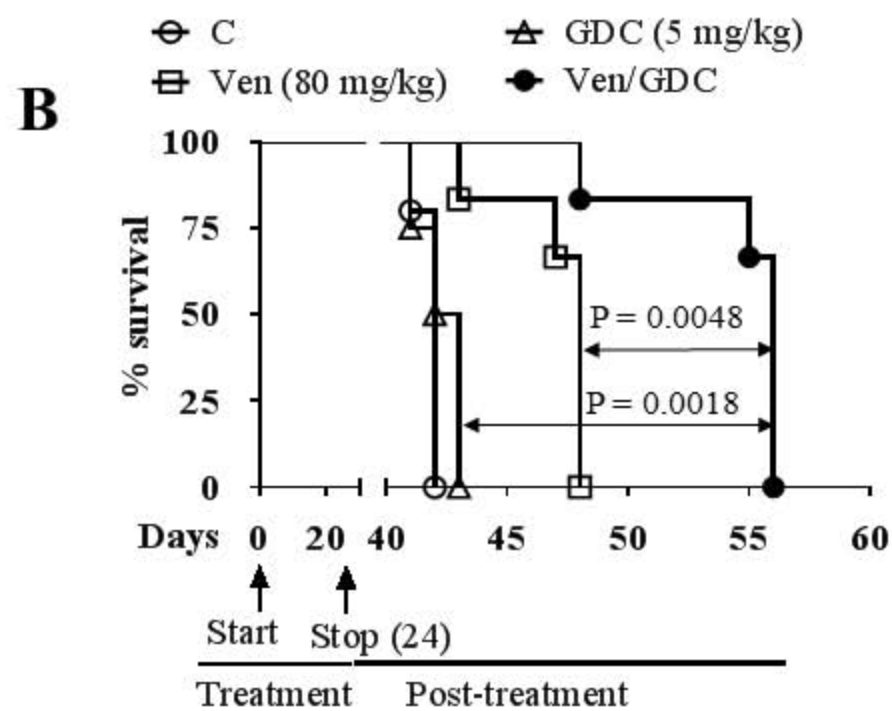 C
GDC (5 mg/kg)
Ven (80 mg/kg)
Ven/GDC
B
100
75
50
25
0
% survival
P = 0.0048
P = 0.0018
Days 0 20 40 45 50 55 60
Start
Stop (24)
Treatment
Post-treatment